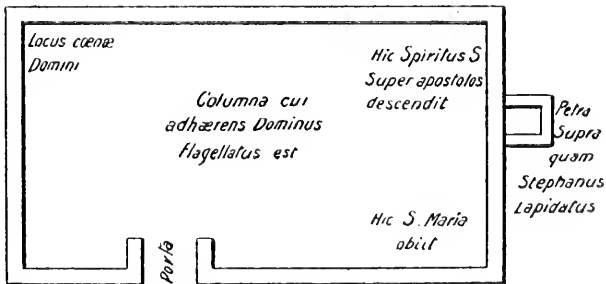 Locus cœnæ
Domini
Columna cui
adhærens Dominus
Flagellatus est
Hic Spiritus S
Super apostolos
descendit
Petra
Supra
quam
Stephanus
Lapidatus
Hic S. Maria
obiit
Porta